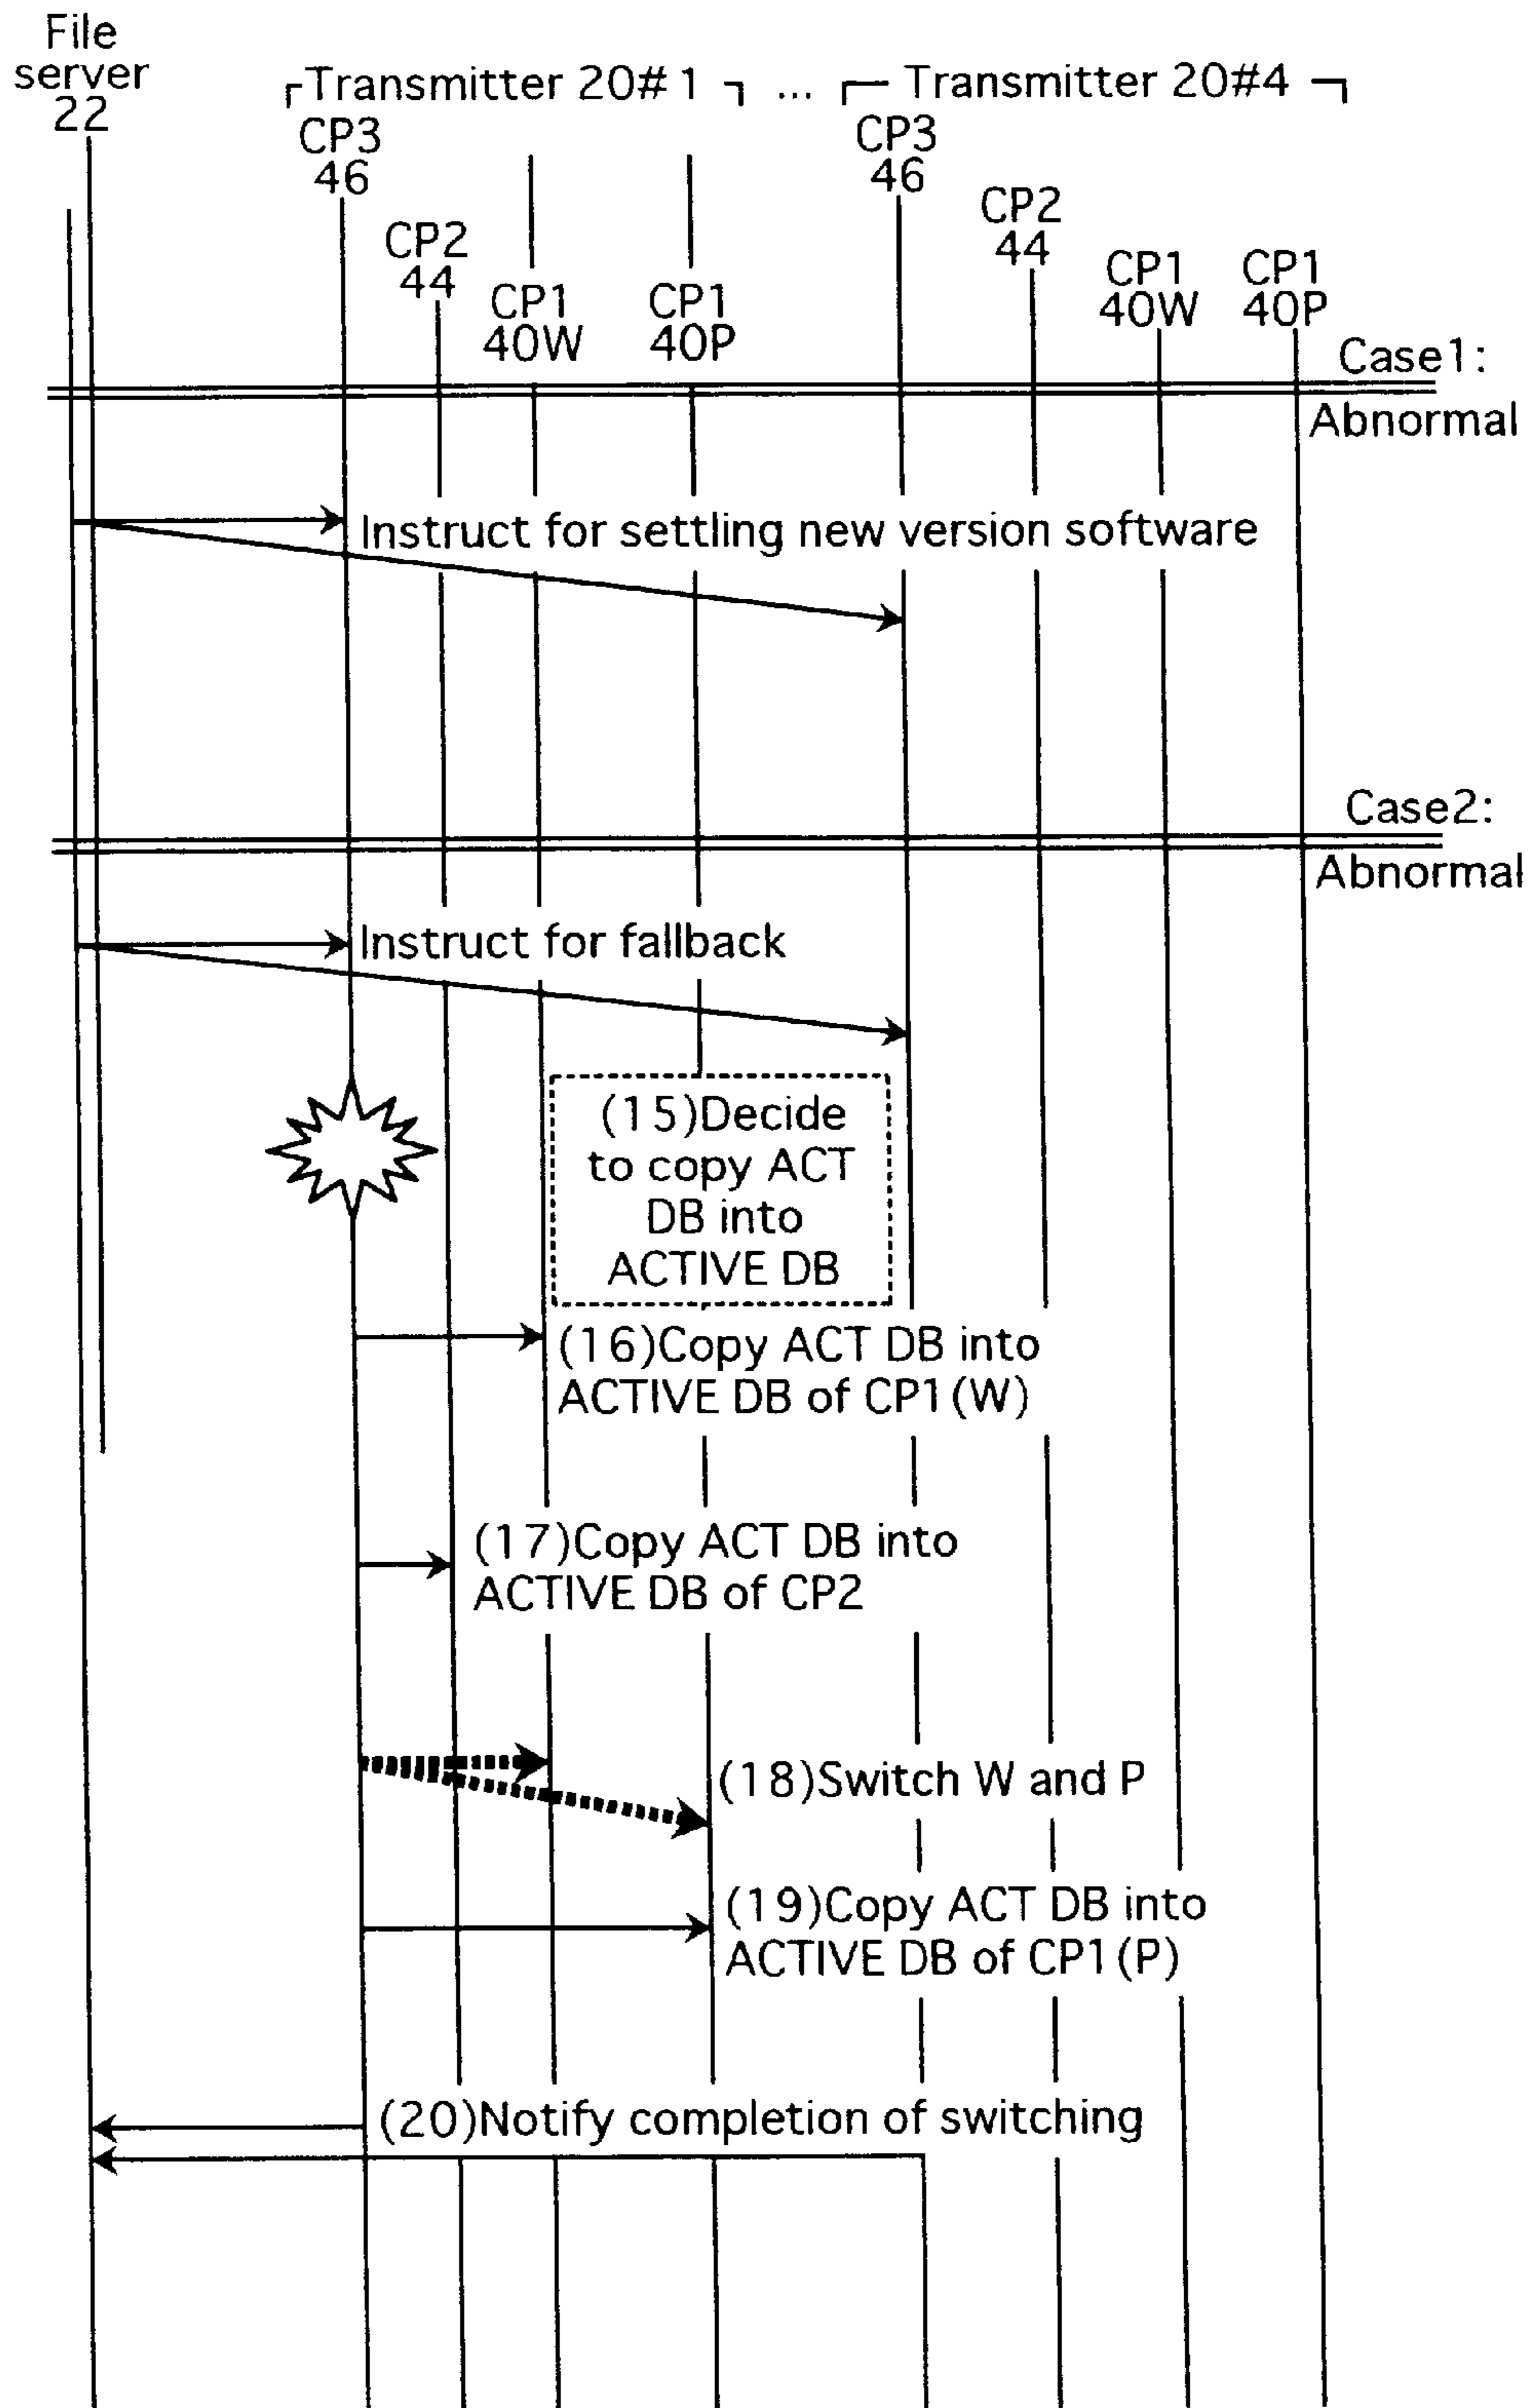 File
server
22
Transmitter 20#1 ... Transmitter 20#4
CP3
46
CP2
44
CP1
40W
CP1
40P
CP3
46
CP2
44
CP1
40W
CP1
40P
Case1:
Abnormal
Instruct for settling new version software
Case2:
Abnormal
Instruct for fallback
(15)Decide
to copy ACT
DB into
ACTIVE DB
(16)Copy ACT DB into
ACTIVE DB of CP1(W)
(17)Copy ACT DB into
ACTIVE DB of CP2
(18)Switch W and P
(19)Copy ACT DB into
ACTIVE DB of CP1(P)
(20)Notify completion of switching